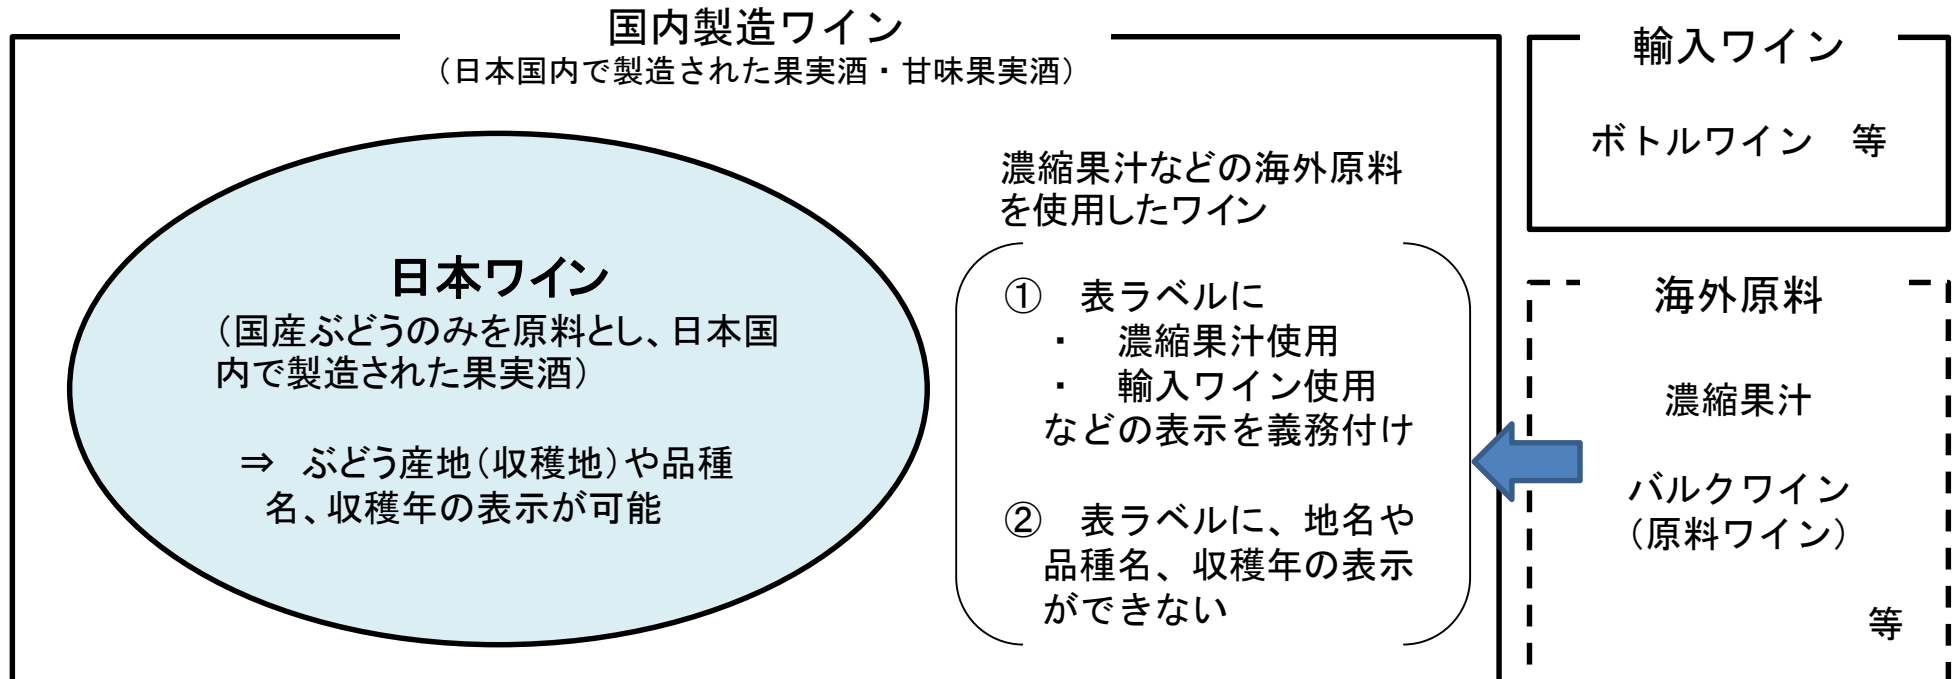 国内製造ワイン
（日本国内で製造された果実酒・甘味果実酒）
日本ワイン
（国産ぶどうのみを原料とし、日本国
内で製造された果実酒）
⇒　ぶどう産地（収穫地）や品種
名、収穫年の表示が可能
濃縮果汁などの海外原料
を使用したワイン
①　表ラベルに
・　濃縮果汁使用
・　輸入ワイン使用
などの表示を義務付け
②　表ラベルに、地名や
品種名、収穫年の表示
ができない
輸入ワイン
ボトルワイン　等
海外原料
濃縮果汁
バルクワイン
（原料ワイン）
等